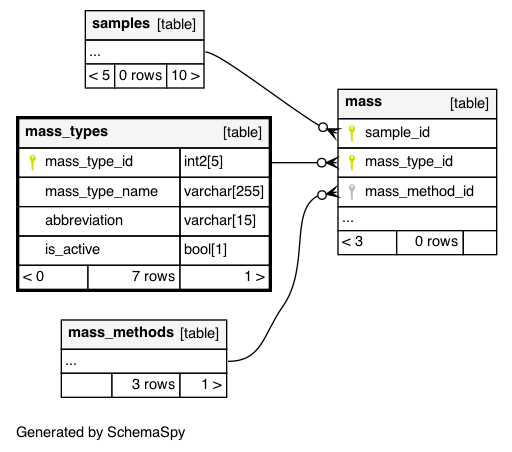 samples [table]
...
< 5 0 rows 10 >
mass_types [table]
mass_type_id int2[5]
mass_type_name varchar[255]
abbreviation varchar[15]
is_active bool[1]
< 0 7 rows 1 >
mass [table]
sample_id
mass_type_id
mass_method_id
...
< 3 0 rows
mass_methods [table]
...
3 rows 1 >
Generated by SchemaSpy